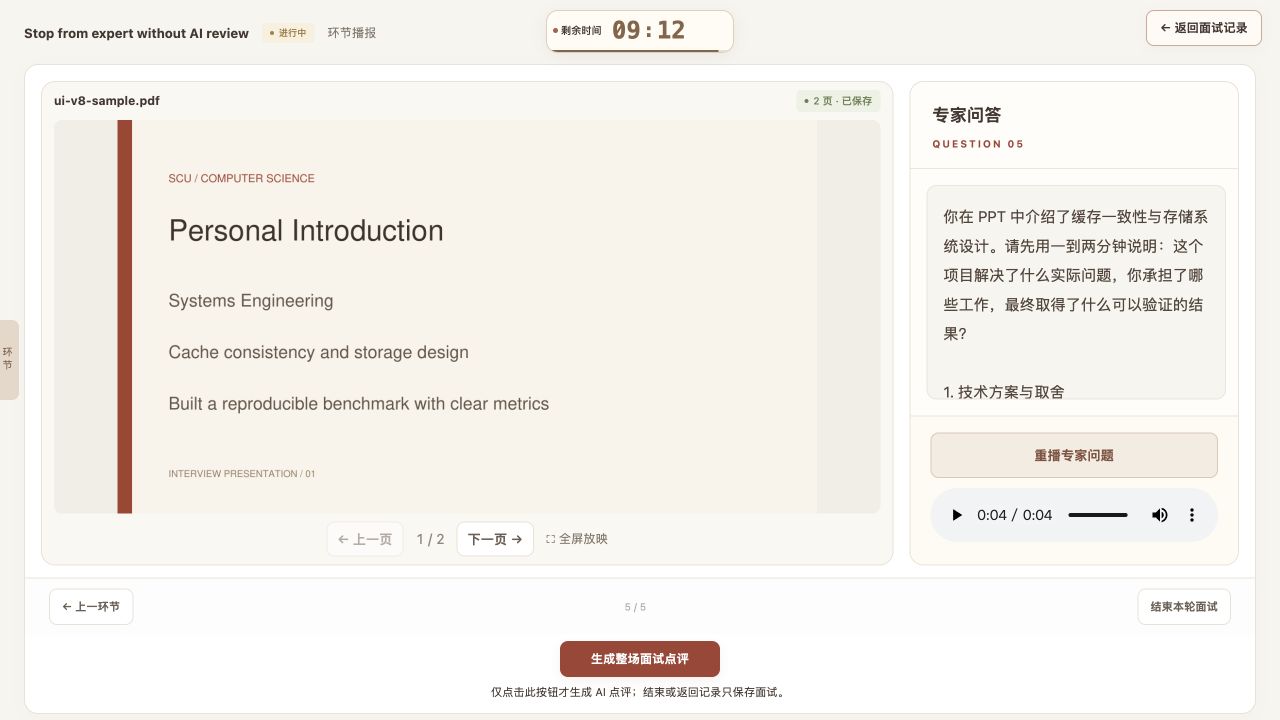 Stop from expert without AI review
进行中
环节播报
剩余时间 09:12
← 返回面试记录
环节
ui-v8-sample.pdf
2 页 · 已保存
SCU / COMPUTER SCIENCE
Personal Introduction
Systems Engineering
Cache consistency and storage design
Built a reproducible benchmark with clear metrics
INTERVIEW PRESENTATION / 01
← 上一页
1 / 2
下一页 →
全屏放映
专家问答
QUESTION 05
你在 PPT 中介绍了缓存一致性与存储系
统设计。请先用一到两分钟说明：这个
项目解决了什么实际问题，你承担了哪
些工作，最终取得了什么可以验证的结
果？
1. 技术方案与取舍
重播专家问题
0:04 / 0:04
← 上一环节
5 / 5
结束本轮面试
生成整场面试点评
仅点击此按钮才生成 AI 点评；结束或返回记录只保存面试。